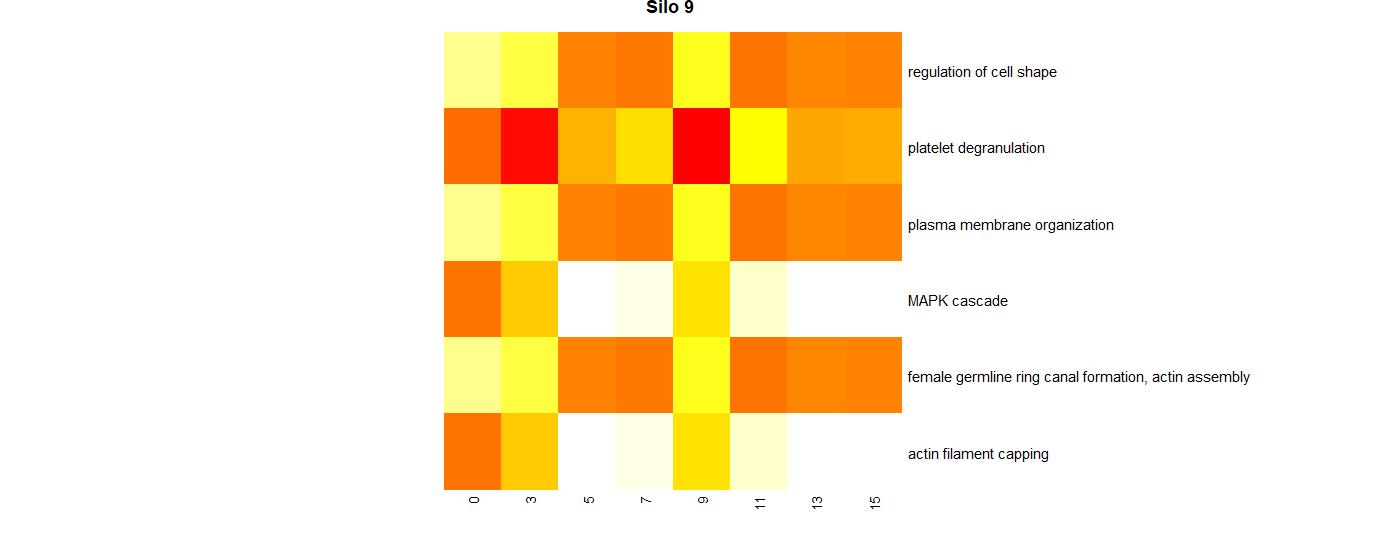 Silo 9
regulation of cell shape
platelet degranulation
plasma membrane organization
MAPK cascade
female germline ring canal formation, actin assembly
actin filament capping
0 3 5 7 9 11 13 15